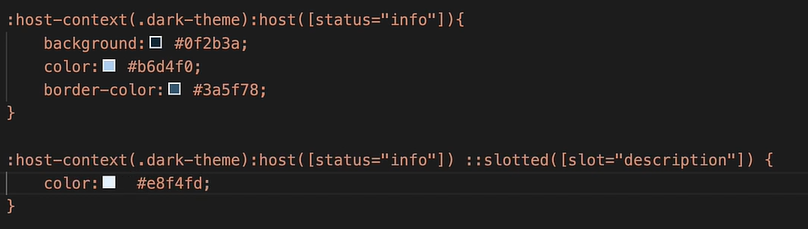 :host-context(.dark-theme):host([status="info"]){
background: #0f2b3a;
color: #b6d4f0;
border-color: #3a5f78;
}
:host-context(.dark-theme):host([status="info"]) ::slotted([slot="description"]) {
color: #e8f4fd;
}